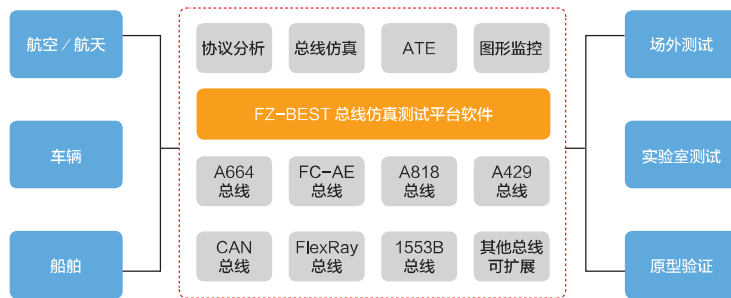 航空 / 航天
车辆
船舶
协议分析
总线仿真
ATE
图形监控
FZ-BEST 总线仿真测试平台软件
A664
总线
FC-AE
总线
A818
总线
A429
总线
CAN
总线
FlexRay
总线
1553B
总线
其他总线
可扩展
场外测试
实验室测试
原型验证